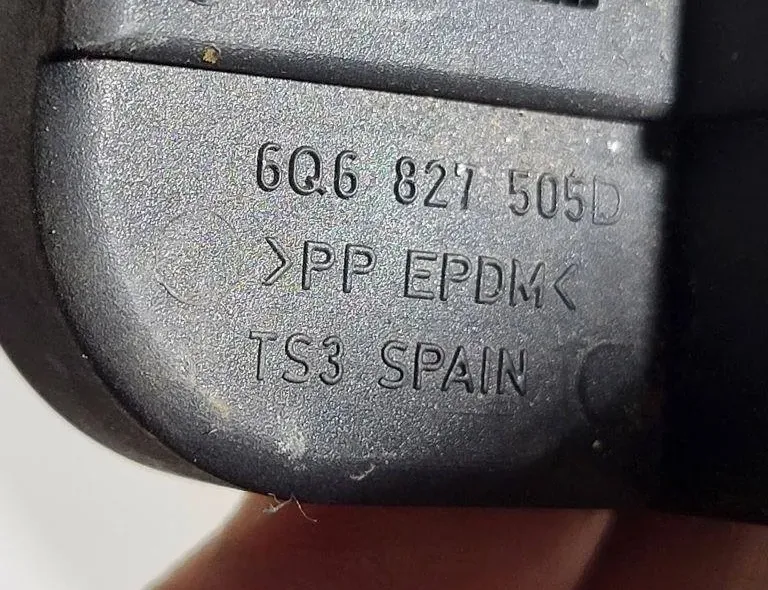 6Q6 827 505D
>PP EPDM<
TS3 SPAIN